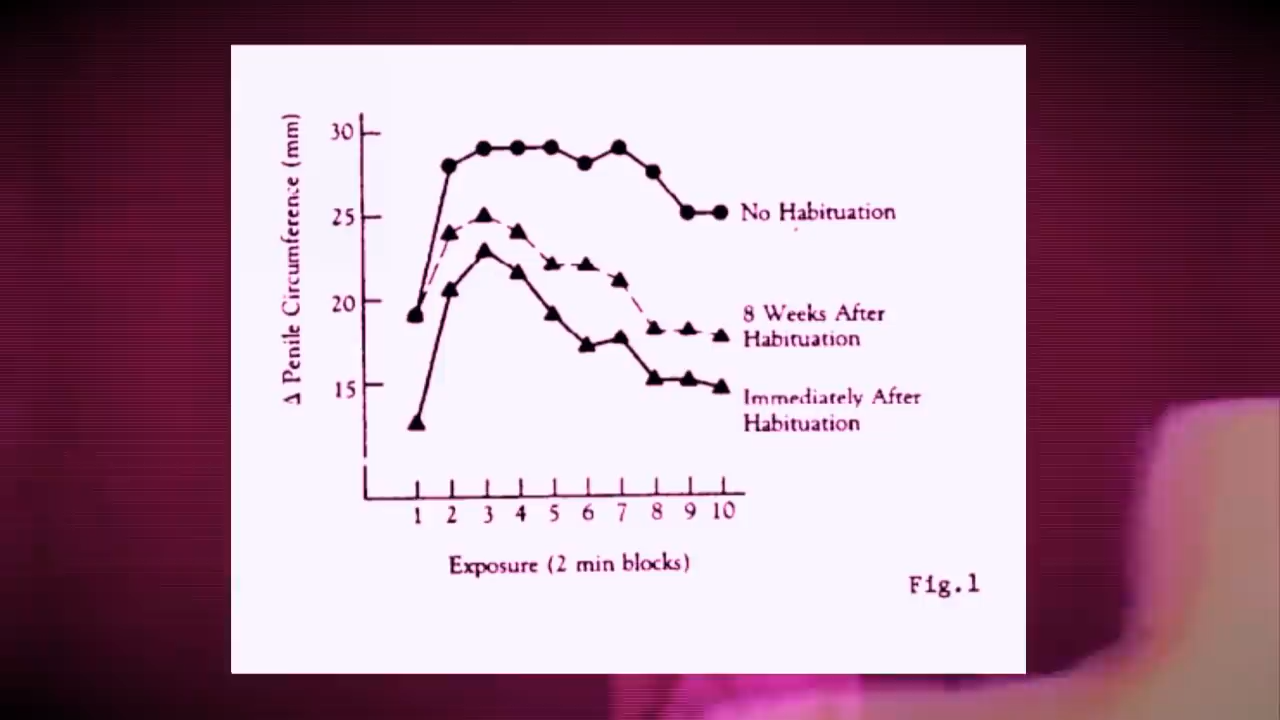 Δ Penile Circumference (mm)
30
25
20
15
No Habituation
8 Weeks After
Habituation
Immediately After
Habituation
1 2 3 4 5 6 7 8 9 10
Exposure (2 min blocks)
Fig.1